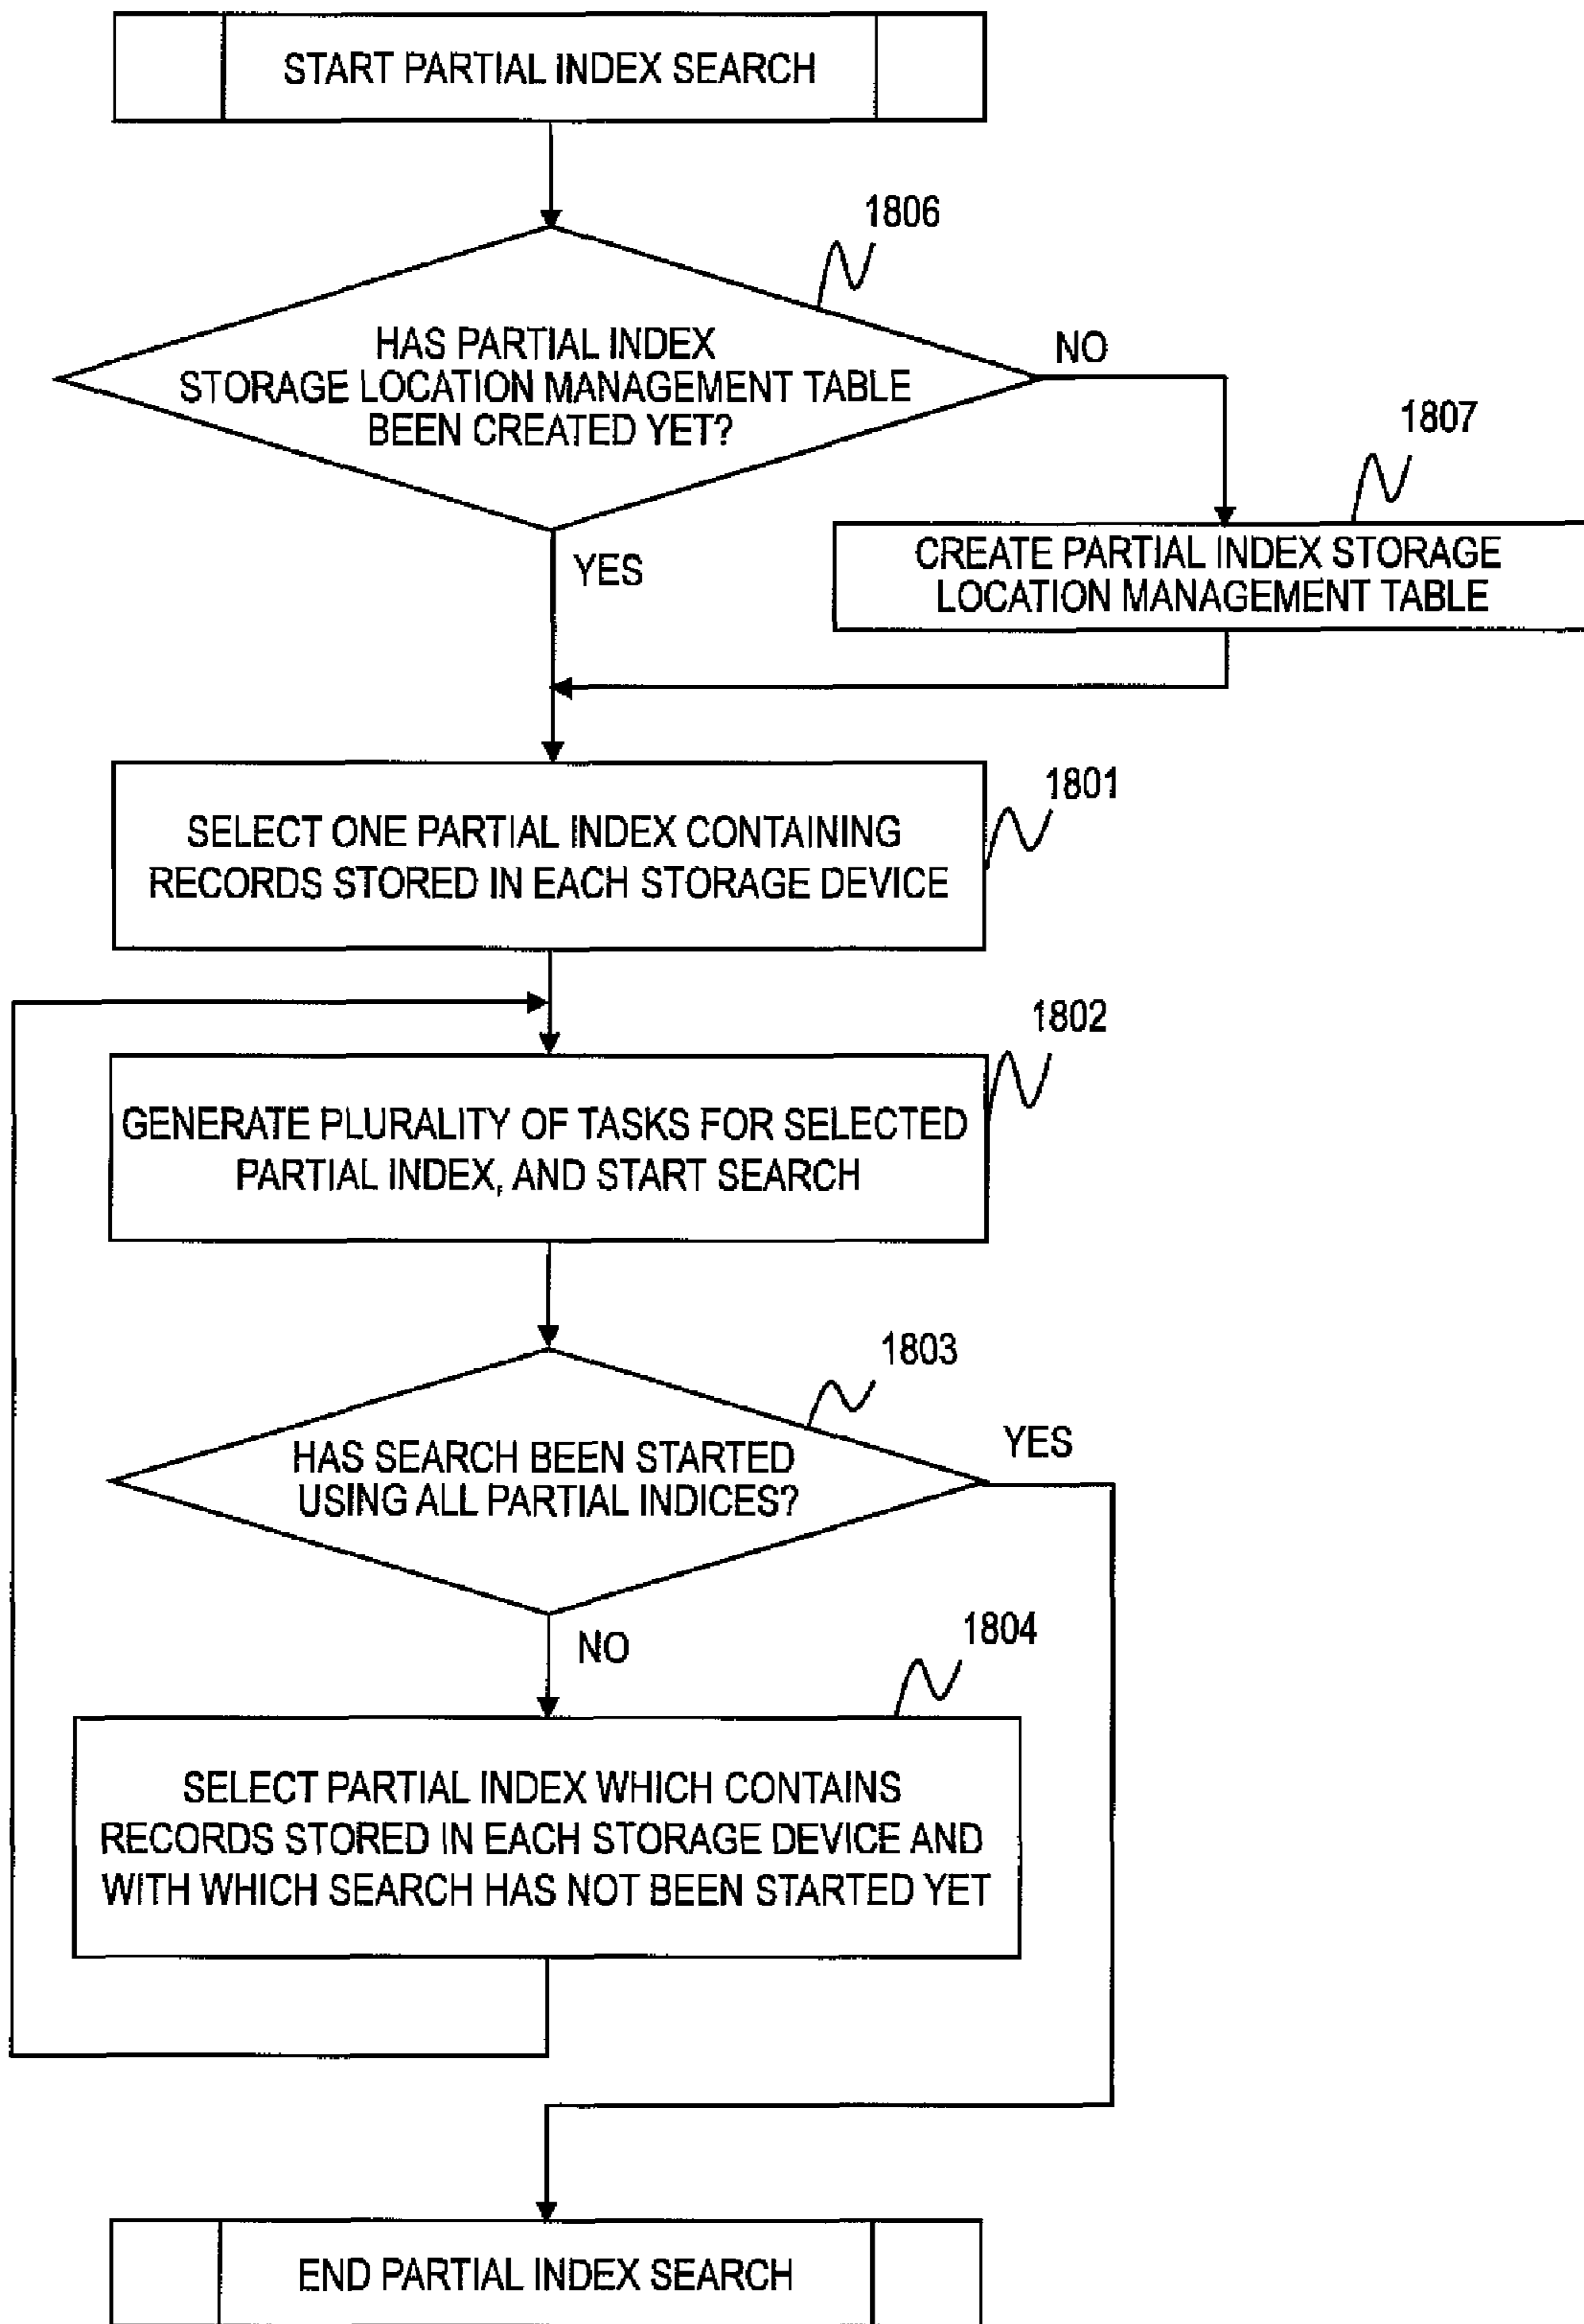 START PARTIAL INDEX SEARCH
1806
HAS PARTIAL INDEX
STORAGE LOCATION MANAGEMENT TABLE
BEEN CREATED YET?
NO
1807
CREATE PARTIAL INDEX STORAGE
LOCATION MANAGEMENT TABLE
YES
1801
SELECT ONE PARTIAL INDEX CONTAINING
RECORDS STORED IN EACH STORAGE DEVICE
1802
GENERATE PLURALITY OF TASKS FOR SELECTED
PARTIAL INDEX, AND START SEARCH
1803
HAS SEARCH BEEN STARTED
USING ALL PARTIAL INDICES?
YES
NO
1804
SELECT PARTIAL INDEX WHICH CONTAINS
RECORDS STORED IN EACH STORAGE DEVICE AND
WITH WHICH SEARCH HAS NOT BEEN STARTED YET
END PARTIAL INDEX SEARCH